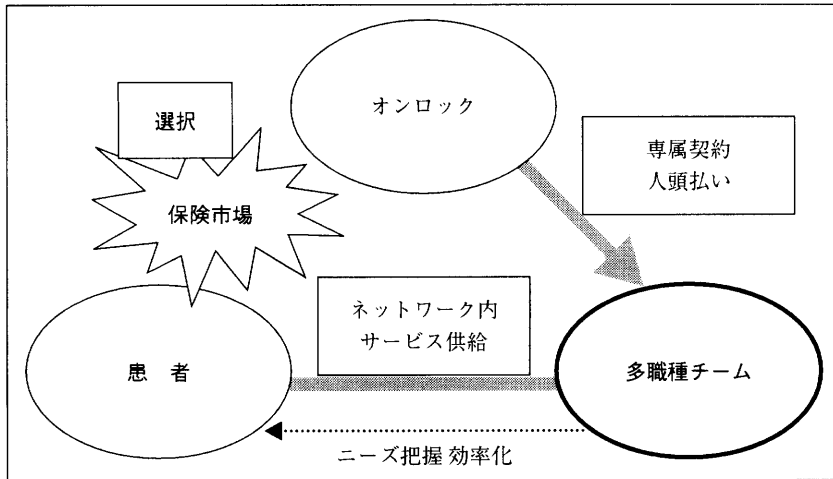 オンロック
選択
専属契約
人頭払い
保険市場
ネットワーク内
サービス供給
患 者
多職種チーム
ニーズ把握 効率化